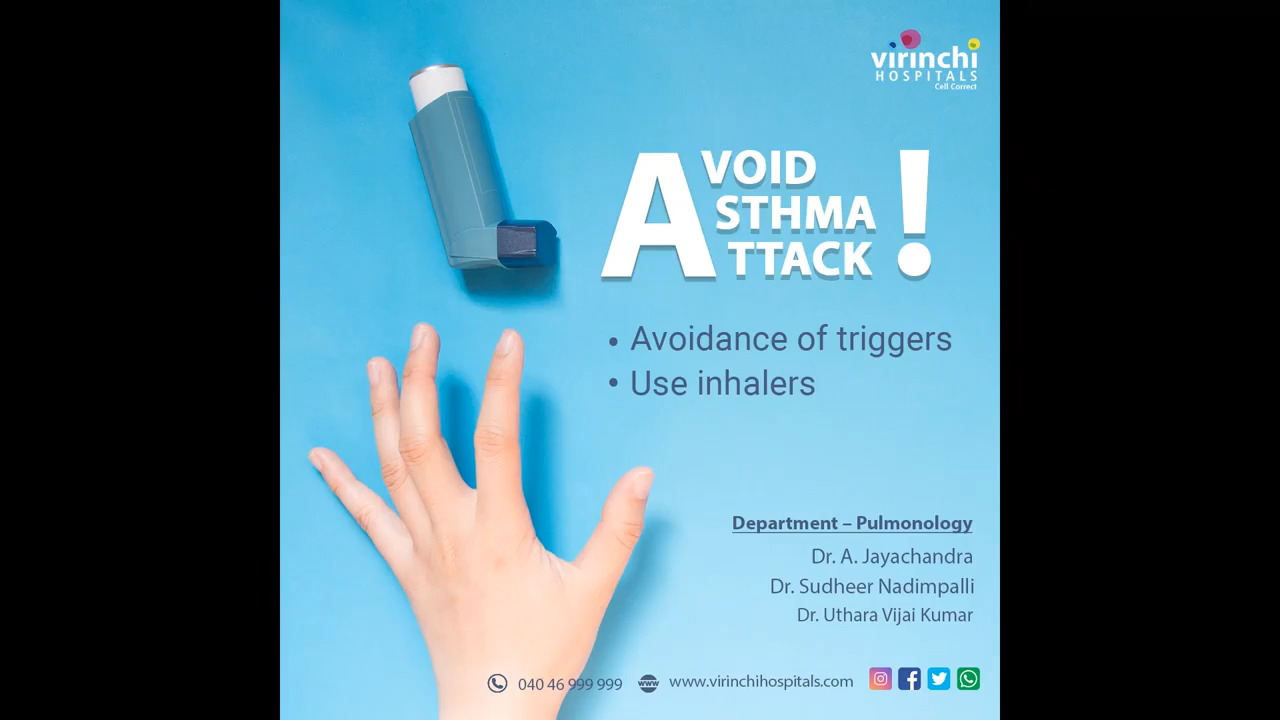 virinchi
HOSPITALS
Cell Correct
AVOID
ASTHMA
ATTACK!
• Avoidance of triggers
• Use inhalers
Department – Pulmonology
Dr. A. Jayachandra
Dr. Sudheer Nadimpalli
Dr. Uthara Vijai Kumar
040 46 999 999 www www.virinchihospitals.com